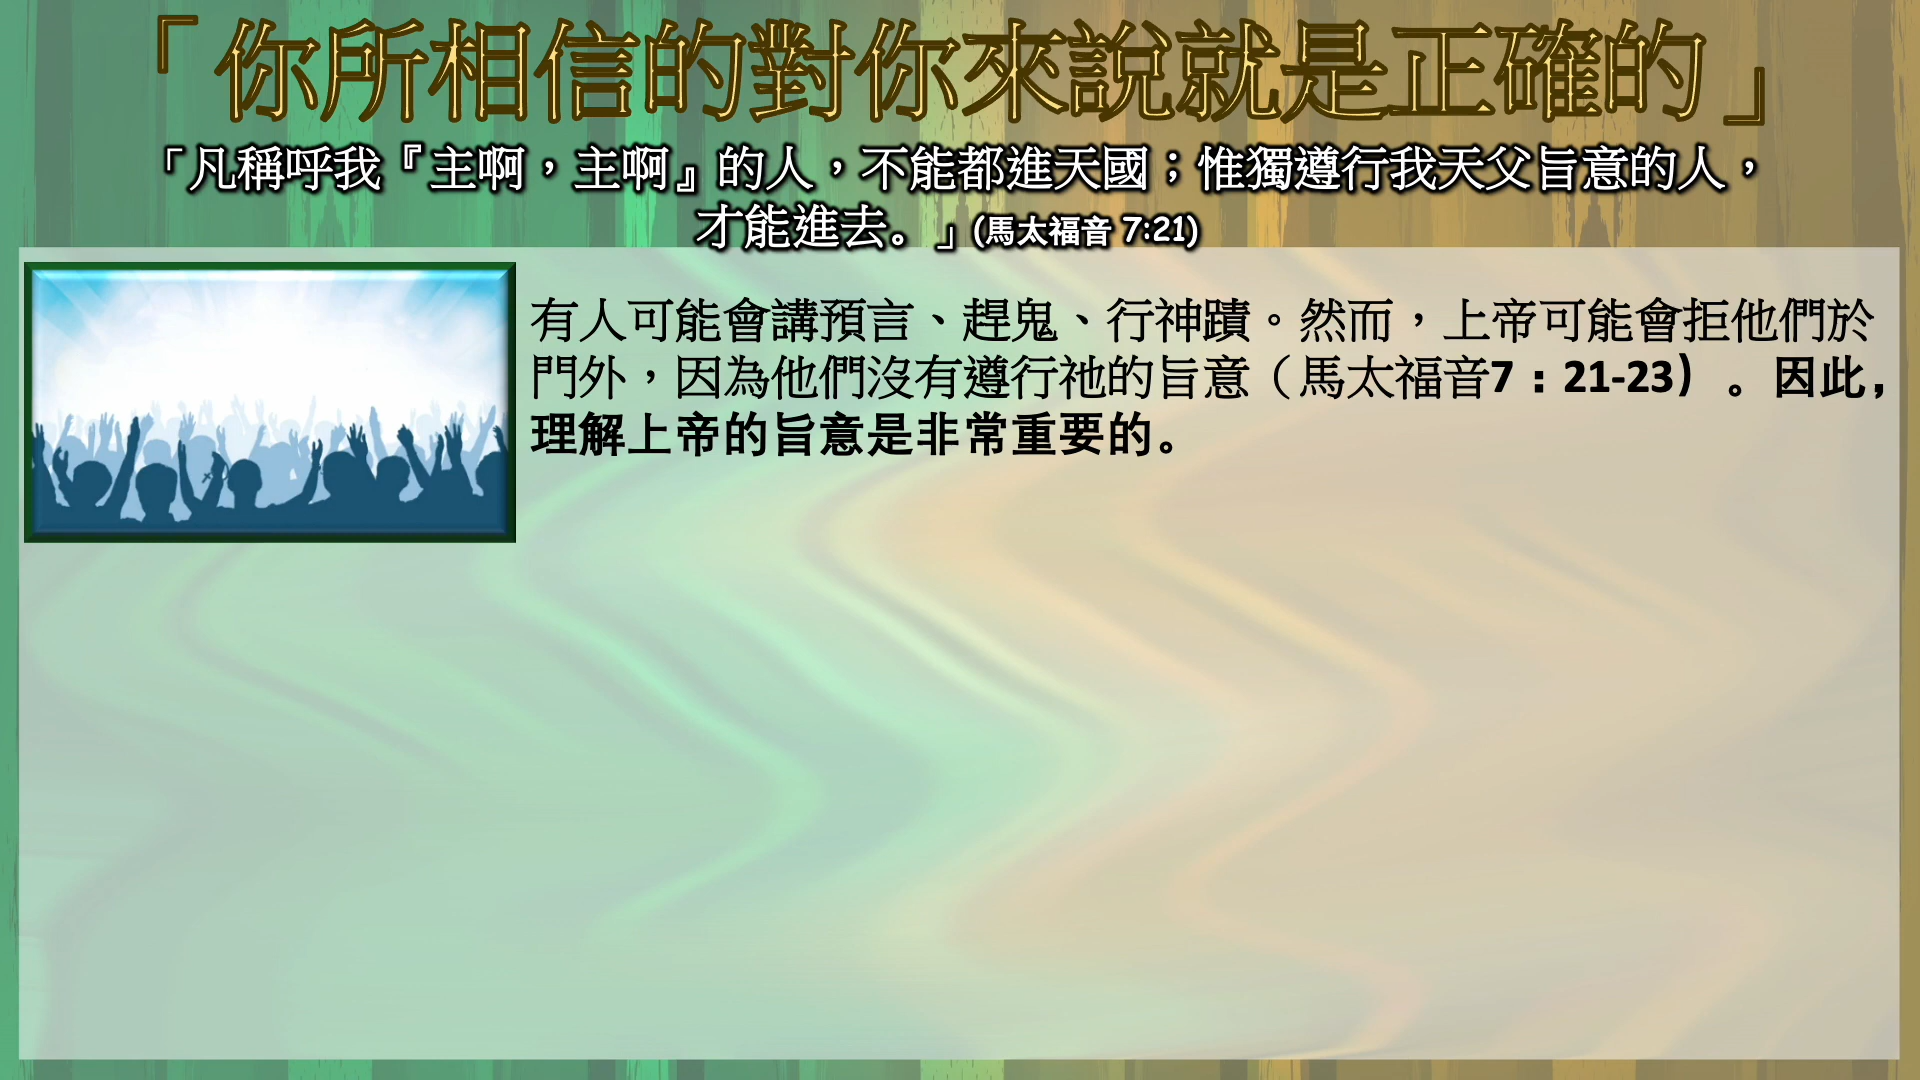 「你所相信的對你來說就是正確的」
「凡稱呼我『主啊，主啊』的人，不能都進天國；惟獨遵行我天父旨意的人，
才能進去。」(馬太福音 7:21)
有人可能會講預言、趕鬼、行神蹟。然而，上帝可能會拒他們於
門外，因為他們沒有遵行祂的旨意（馬太福音7：21-23）。因此，
理解上帝的旨意是非常重要的。